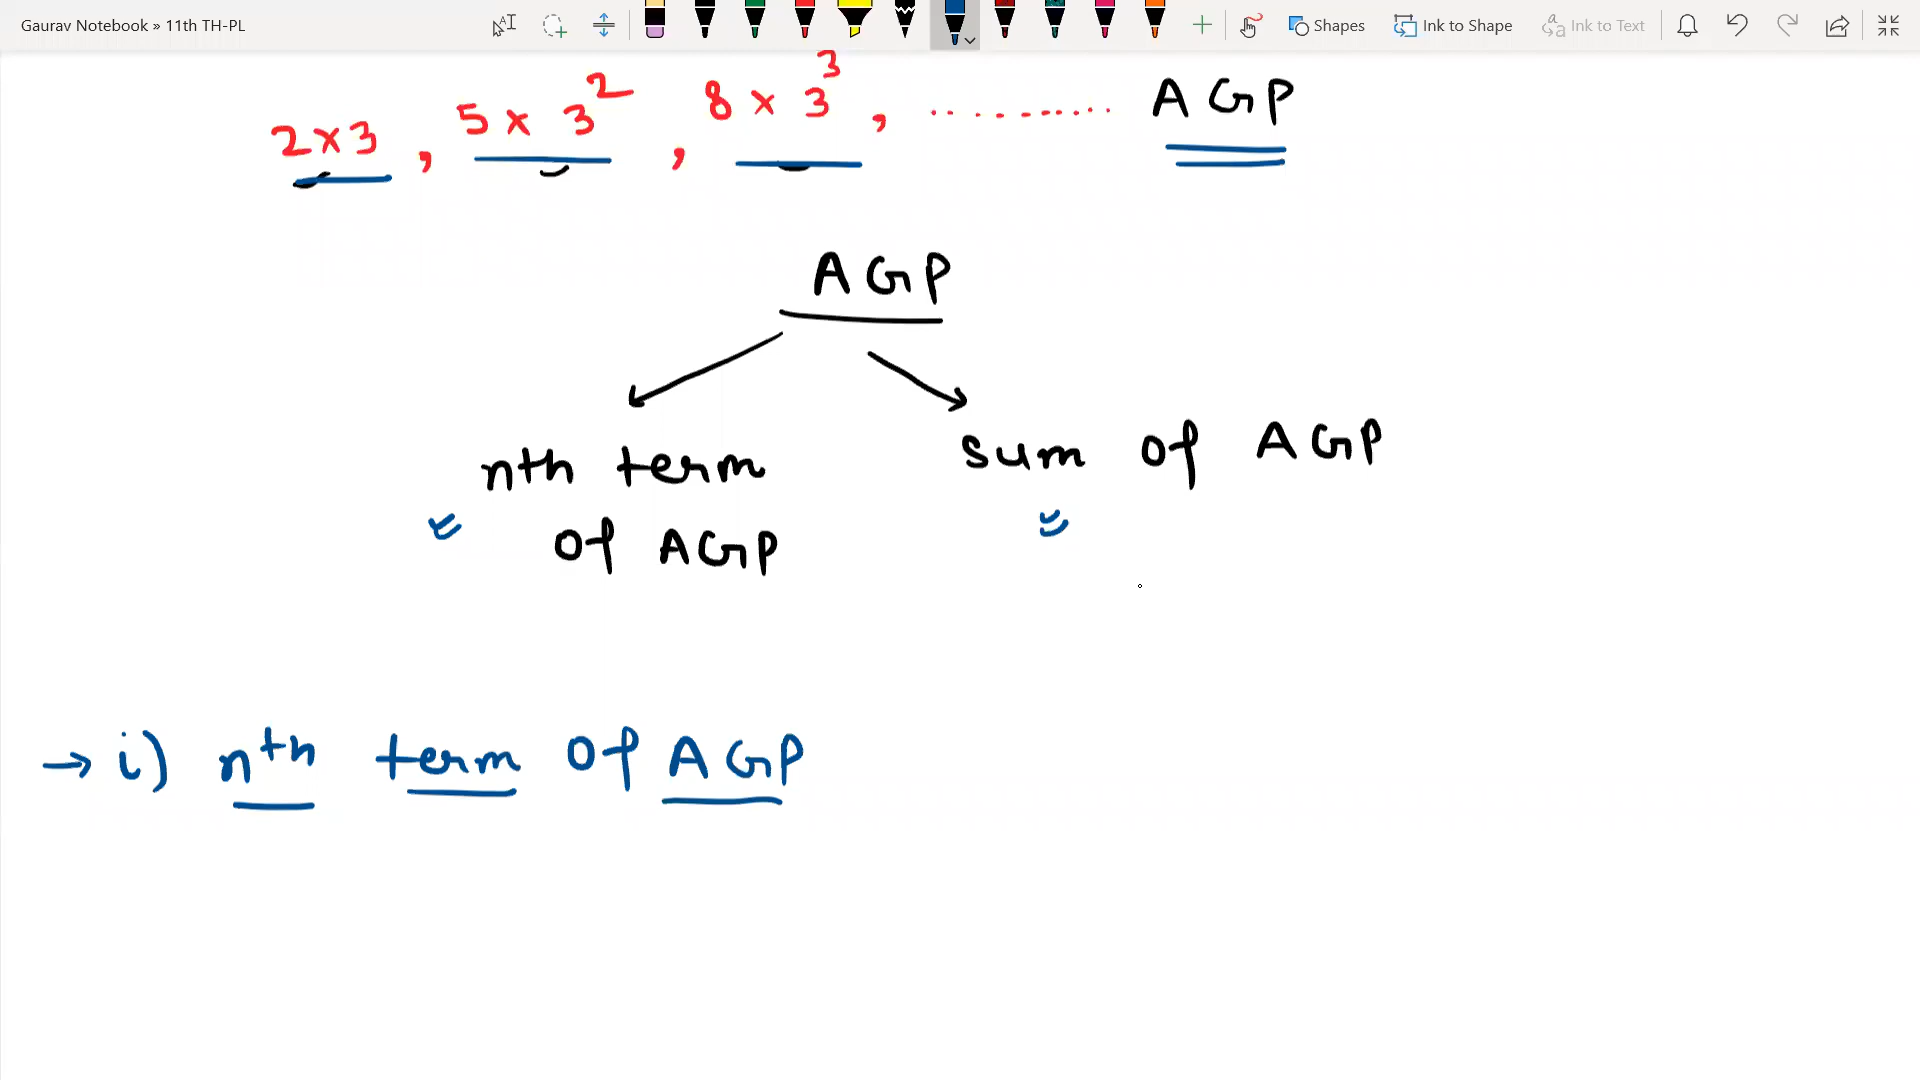 Gaurav Notebook » 11th TH-PL
Shapes
Ink to Shape
Ink to Text
2 x 3 , 5 x 3² , 8 x 3³ , ........... AGP
AGP
nth term of AGP
sum of AGP
→ i) nth term of AGP